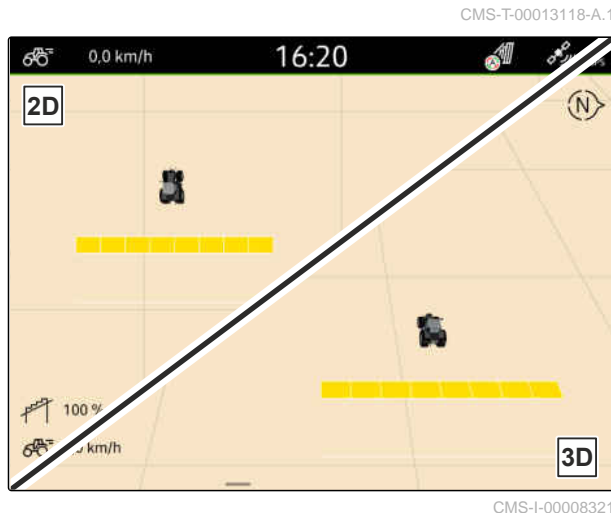 CMS-T-00013118-A.1
0,0 km/h
16:20
2D
N
100 %
km/h
3D
CMS-I-00008321